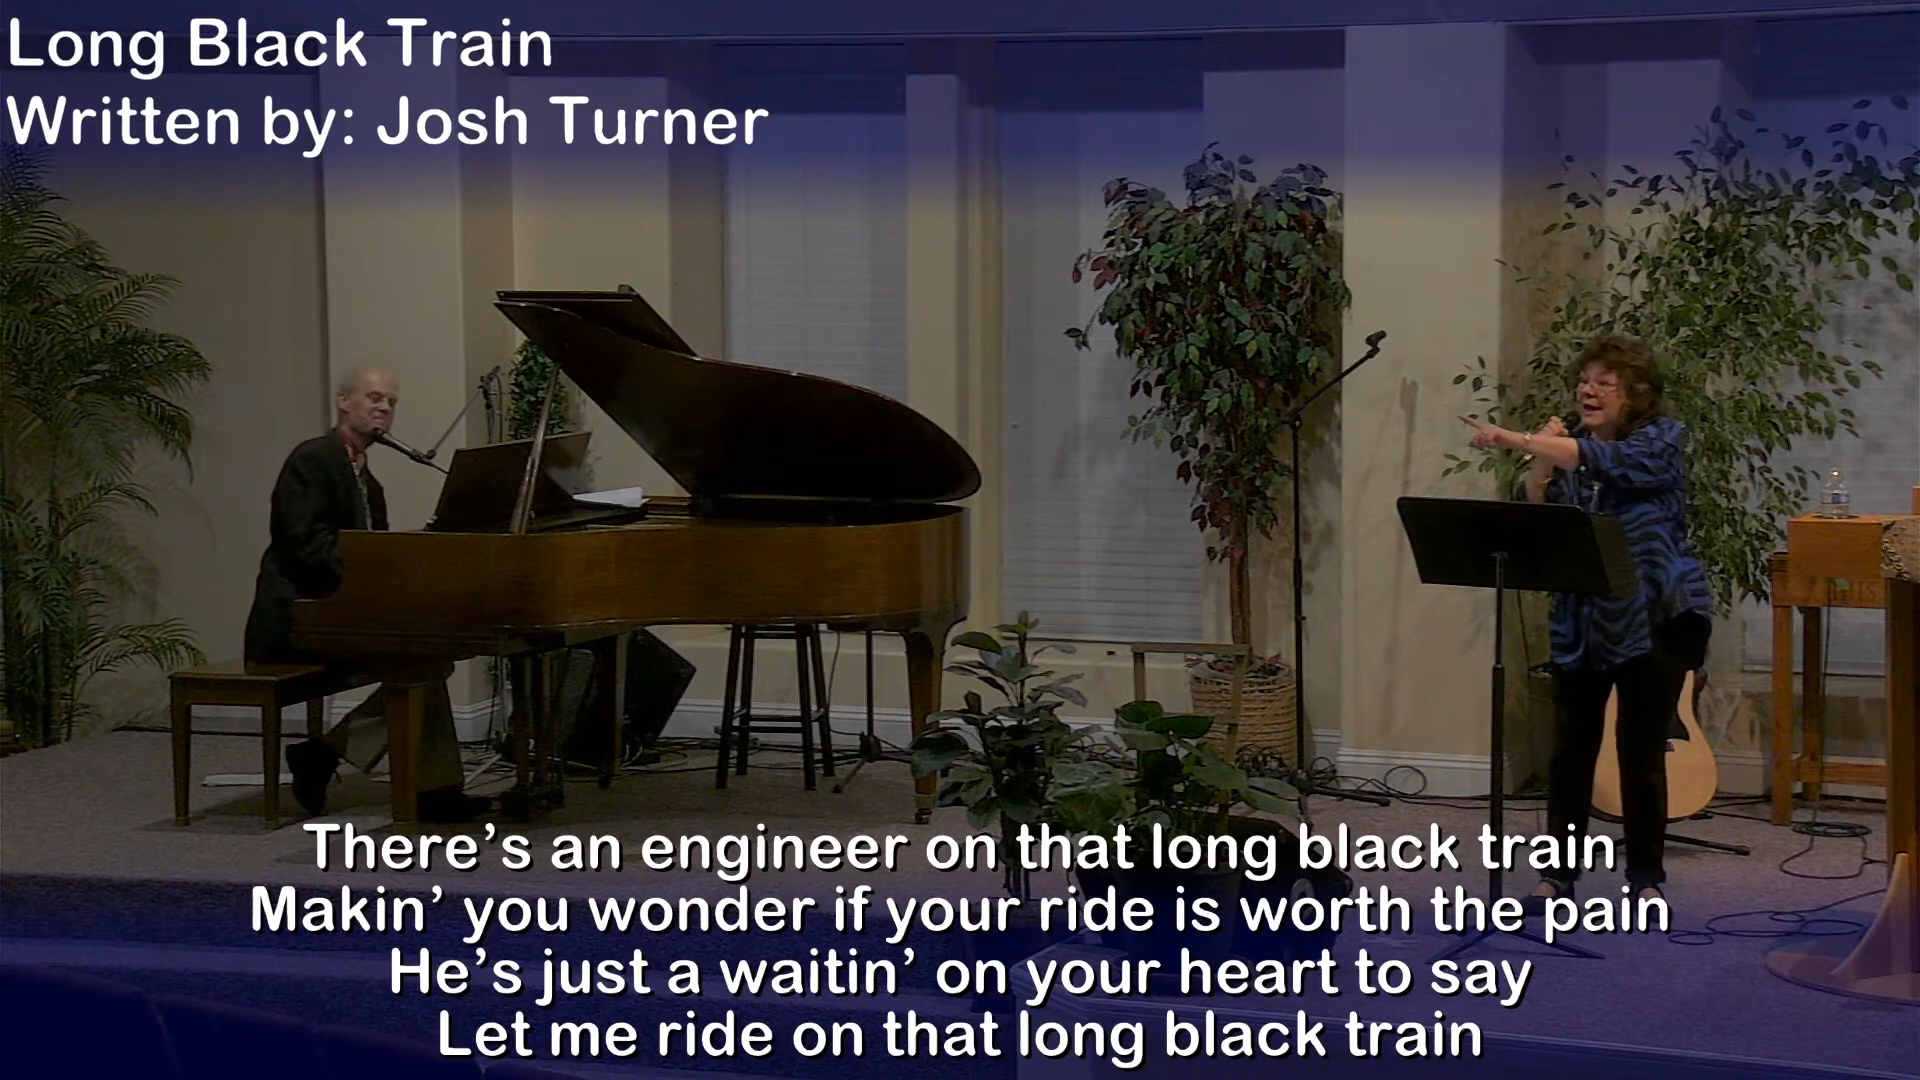 Long Black Train
Written by: Josh Turner
There’s an engineer on that long black train
Makin’ you wonder if your ride is worth the pain
He’s just a waitin’ on your heart to say
Let me ride on that long black train